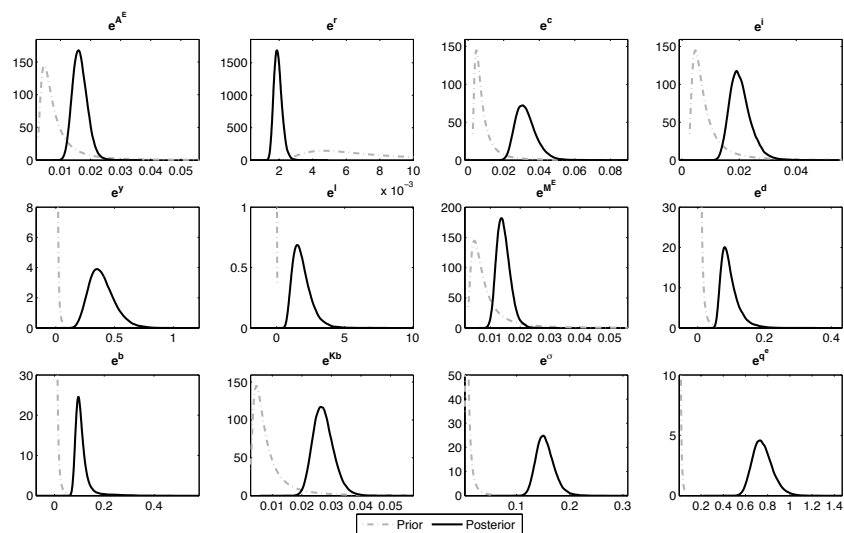 e^{A^E} e^r e^c e^i
150 100 50 0 0.01 0.02 0.03 0.04 0.05
1500 1000 500 0 2 4 6 8 10 x 10^{-3}
150 100 50 0 0 0.02 0.04 0.06 0.08
150 100 50 0 0 0.02 0.04
e^y e^l e^{M^E} e^d
8 6 4 2 0 0 0.5 1
1 0.5 0 0 5 10
200 150 100 50 0 0.01 0.02 0.03 0.04 0.05
30 20 10 0 0 0.2 0.4
e^b e^{Kb} e^σ e^{q^e}
30 20 10 0 0 0.2 0.4
150 100 50 0 0.01 0.02 0.03 0.04 0.05
50 40 30 20 10 0 0.1 0.2 0.3
10 5 0 0.2 0.4 0.6 0.8 1 1.2 1.4
Prior Posterior